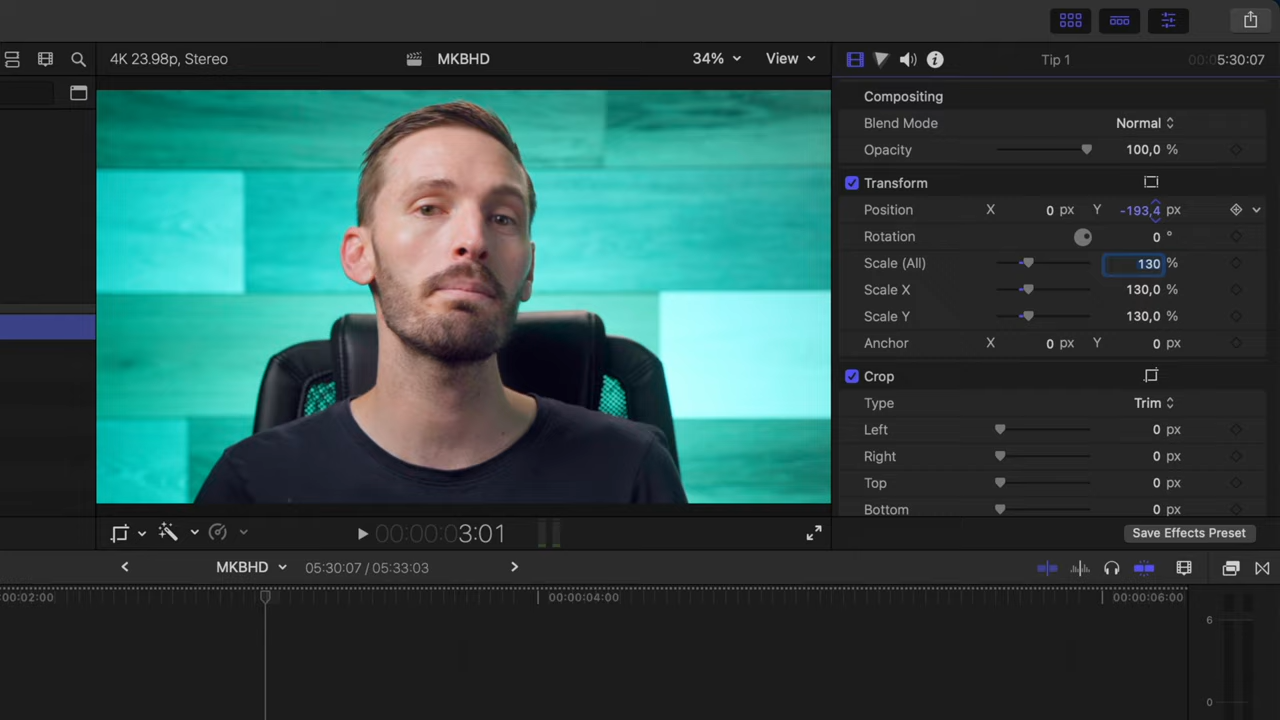 4K 23.98p, Stereo
MKBHD
34%
View
Tip 1
00:05:30:07
Compositing
Blend Mode Normal
Opacity 100,0 %
Transform
Position X 0 px Y -193,4 px
Rotation 0 °
Scale (All) 130 %
Scale X 130,0 %
Scale Y 130,0 %
Anchor X 0 px Y 0 px
Crop
Type Trim
Left 0 px
Right 0 px
Top 0 px
Bottom 0 px
00:00:00:03:01
Save Effects Preset
MKBHD 05:30:07 / 05:33:03
00:00:02:00
00:00:04:00
00:00:06:00
6
0